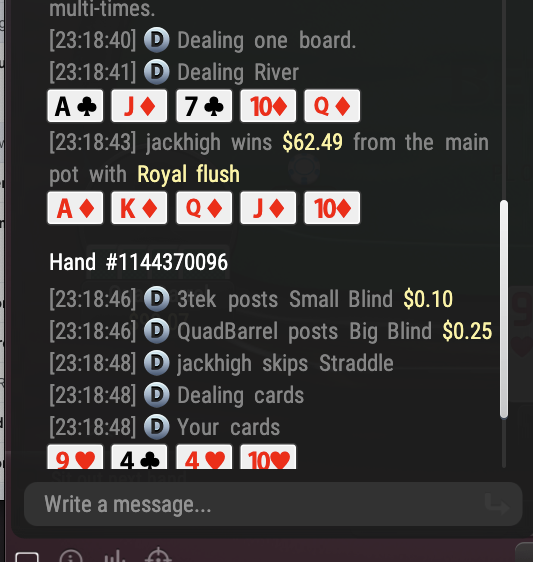 multi-times.
[23:18:40] D Dealing one board.
[23:18:41] D Dealing River
A♣ J♦ 7♣ 10♦ Q♦
[23:18:43] jackhigh wins $62.49 from the main
pot with Royal flush
A♦ K♦ Q♦ J♦ 10♦
Hand #1144370096
[23:18:46] D 3tek posts Small Blind $0.10
[23:18:46] D QuadBarrel posts Big Blind $0.25
[23:18:48] D jackhigh skips Straddle
[23:18:48] D Dealing cards
[23:18:48] D Your cards
9♥ 4♣ 4♥ 10♥
Write a message...